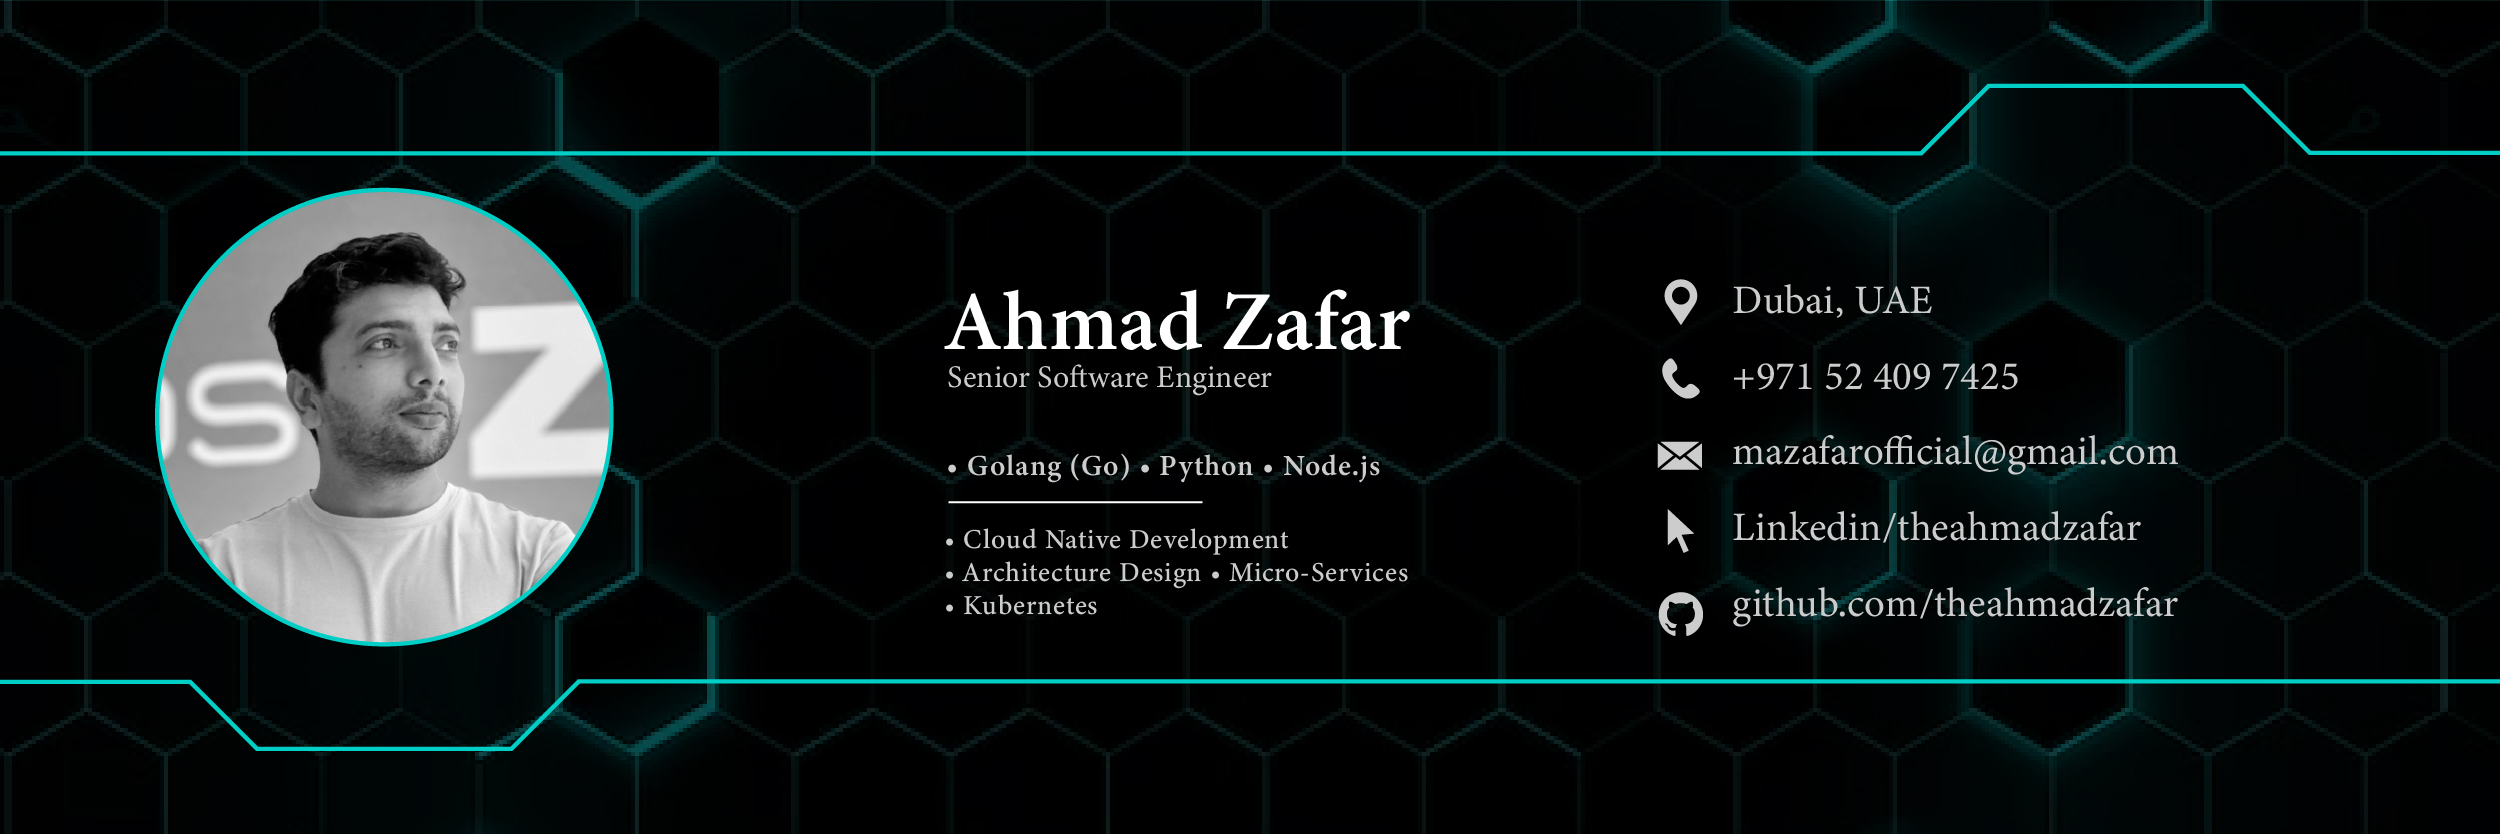 os Z
Ahmad Zafar
Senior Software Engineer
• Golang (Go) • Python • Node.js
• Cloud Native Development
• Architecture Design • Micro-Services
• Kubernetes
Dubai, UAE
+971 52 409 7425
mazafarofficial@gmail.com
Linkedin/theahmadzafar
github.com/theahmadzafar